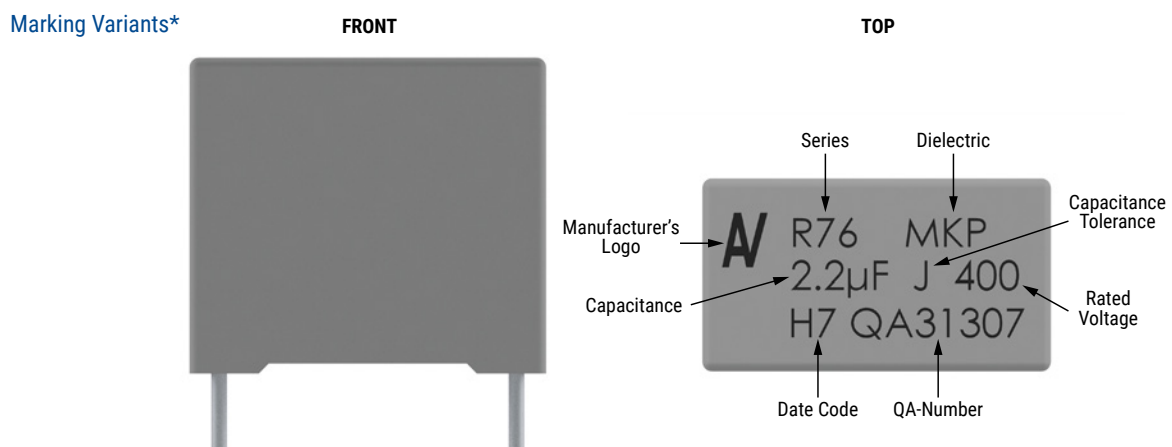 Marking Variants*
FRONT
TOP
Series
Dielectric
Capacitance
Tolerance
Manufacturer's
Logo
R76 MKP
2.2µF J 400
H7 QA31307
Capacitance
Rated
Voltage
Date Code
QA-Number